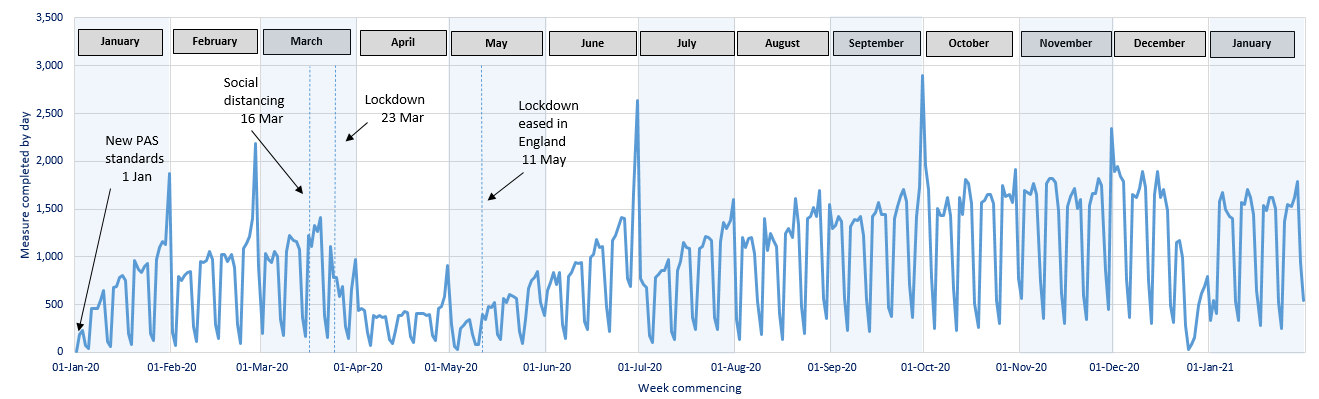 3,500
January
February
March
April
May
June
July
August
September
October
November
December
January
3,000
Social
distancing
16 Mar
Lockdown
23 Mar
Lockdown
eased in
England
11 May
New PAS
standards
1 Jan
2,500
2,000
1,500
1,000
500
0
Measure completed by day
01-Jan-20
01-Feb-20
01-Mar-20
01-Apr-20
01-May-20
01-Jun-20
01-Jul-20
01-Aug-20
01-Sep-20
01-Oct-20
01-Nov-20
01-Dec-20
01-Jan-21
Week commencing